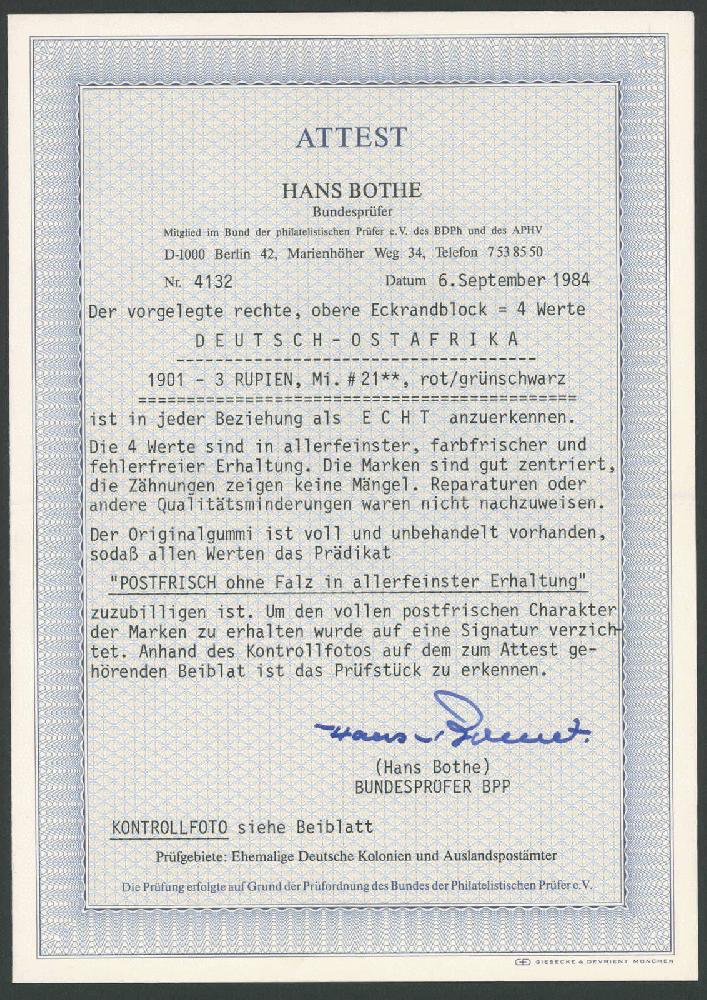 ATTEST
HANS BOTHE
Bundesprüfer
Mitglied im Bund der philatelistischen Prüfer e.V. des BDPh und des APHV
D-1000 Berlin 42, Marienhöher Weg 34, Telefon 7 53 85 50
Nr. 4132 Datum 6.September 1984
Der vorgelegte rechte, obere Eckrandblock = 4 Werte
DEUTSCH-OSTAFRIKA
1901 - 3 RUPIEN, Mi. # 21**, rot/grünschwarz
ist in jeder Beziehung als E C H T anzuerkennen.
Die 4 Werte sind in allerfeinster, farbfrischer und
fehlerfreier Erhaltung. Die Marken sind gut zentriert,
die Zähnungen zeigen keine Mängel. Reparaturen oder
andere Qualitätsminderungen waren nicht nachzuweisen.
Der Originalgummi ist voll und unbehandelt vorhanden,
sodaß allen Werten das Prädikat
"POSTFRISCH ohne Falz in allerfeinster Erhaltung"
zuzubilligen ist. Um den vollen postfrischen Charakter
der Marken zu erhalten wurde auf eine Signatur verzich-
tet. Anhand des Kontrollfotos auf dem zum Attest ge-
hörenden Beiblat ist das Prüfstück zu erkennen.
(Hans Bothe)
BUNDESPRÜFER BPP
KONTROLLFOTO siehe Beiblatt
Prüfgebiete: Ehemalige Deutsche Kolonien und Auslandspostämter
Die Prüfung erfolgte auf Grund der Prüfordnung des Bundes der Philatelistischen Prüfer e.V.
GIESECKE & DEVRIENT MÜNCHEN